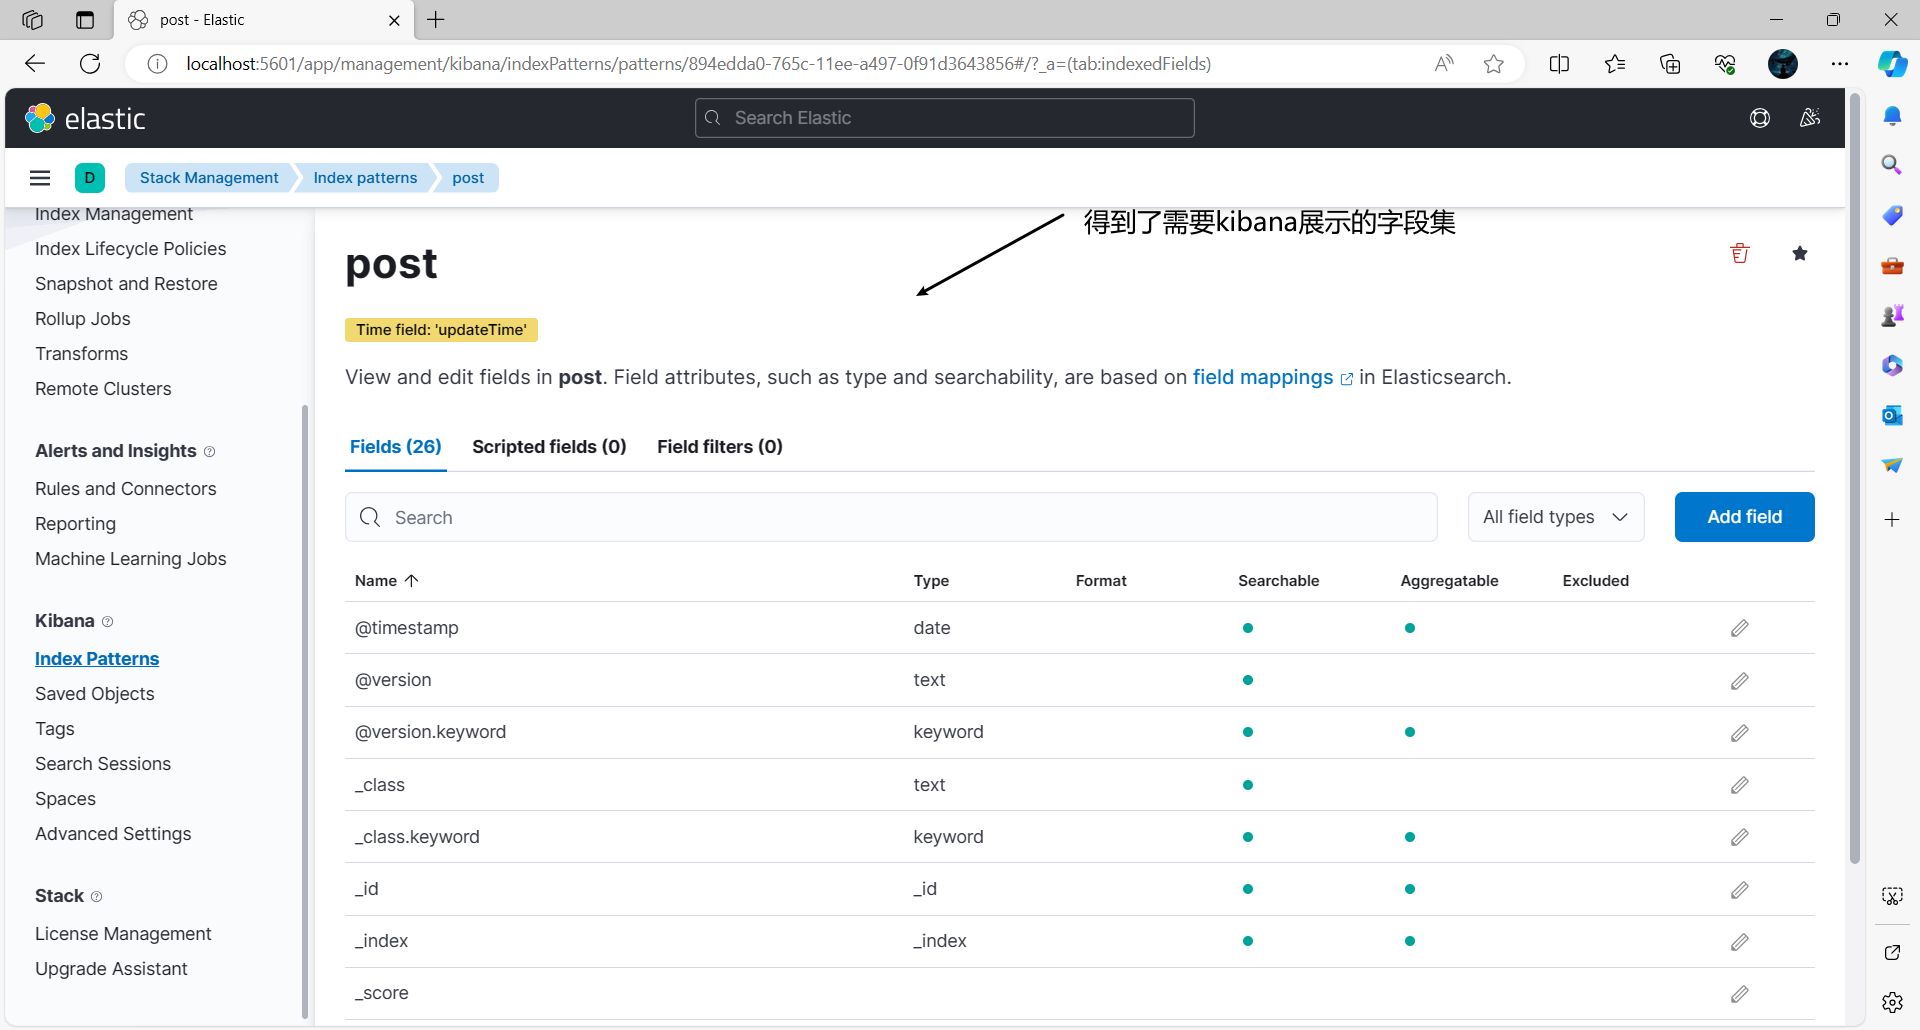 post - Elastic
localhost:5601/app/management/kibana/indexPatterns/patterns/894edda0-765c-11ee-a497-0f91d3643856#/?_a=(tab:indexedFields)
elastic
Search Elastic
D
Stack Management
Index patterns
post
Index Management
Index Lifecycle Policies
Snapshot and Restore
Rollup Jobs
Transforms
Remote Clusters
Alerts and Insights
Rules and Connectors
Reporting
Machine Learning Jobs
Kibana
Index Patterns
Saved Objects
Tags
Search Sessions
Spaces
Advanced Settings
Stack
License Management
Upgrade Assistant
得到了需要kibana展示的字段集
post
Time field: 'updateTime'
View and edit fields in post. Field attributes, such as type and searchability, are based on field mappings in Elasticsearch.
Fields (26) Scripted fields (0) Field filters (0)
Search
All field types
Add field
Name Type Format Searchable Aggregatable Excluded
@timestamp date
@version text
@version.keyword keyword
_class text
_class.keyword keyword
_id _id
_index _index
_score